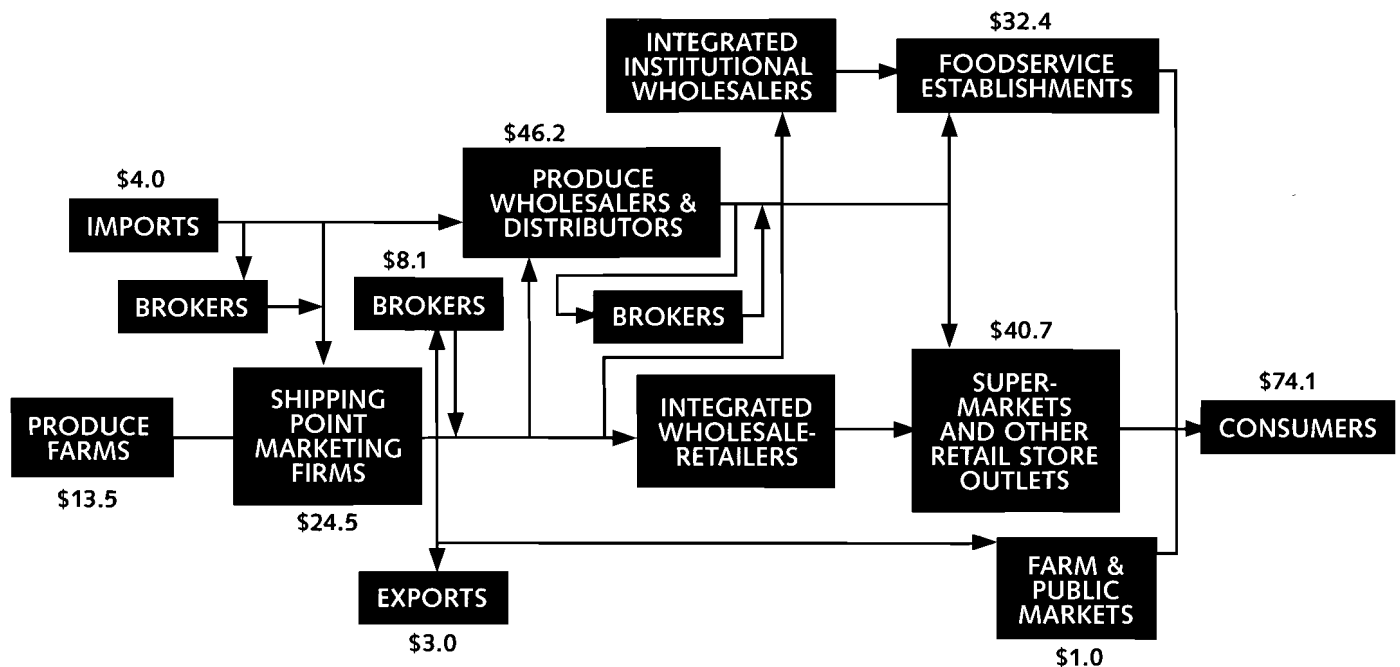 $32.4
INTEGRATED
INSTITUTIONAL
WHOLESALERS
FOODSERVICE
ESTABLISHMENTS
$46.2
PRODUCE
WHOLESALERS &
DISTRIBUTORS
$4.0
IMPORTS
$8.1
BROKERS
BROKERS
BROKERS
$40.7
SUPER-
MARKETS
AND OTHER
RETAIL STORE
OUTLETS
$74.1
CONSUMERS
INTEGRATED
WHOLESALE-
RETAILERS
SHIPPING
POINT
MARKETING
FIRMS
$24.5
PRODUCE
FARMS
$13.5
EXPORTS
$3.0
FARM &
PUBLIC
MARKETS
$1.0